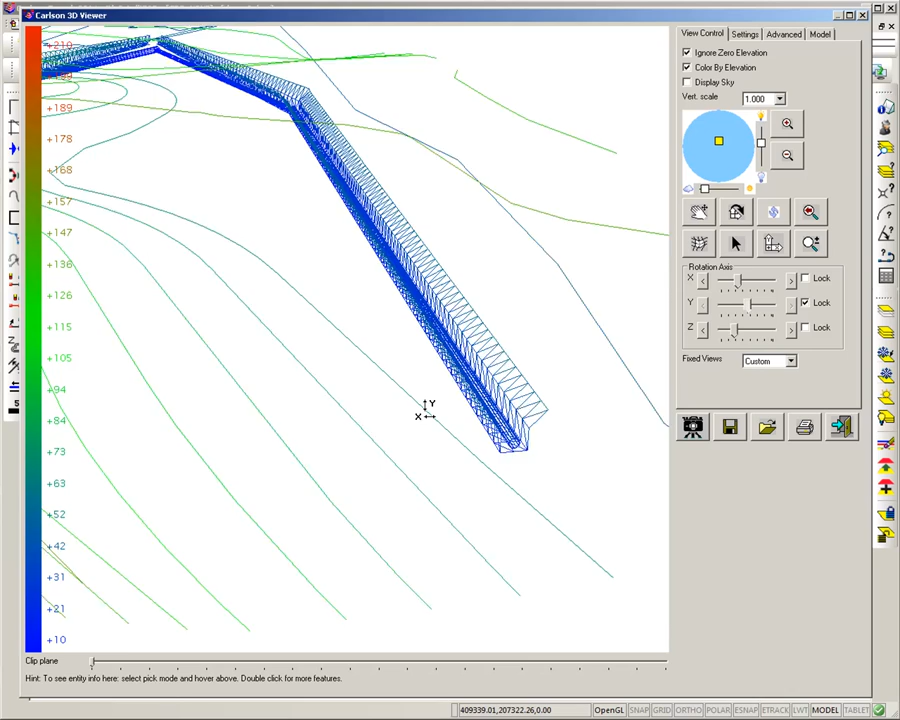 Carlson 3D Viewer
+210
+199
+189
+178
+168
+157
+147
+136
+126
+115
+105
+94
+84
+73
+63
+52
+42
+31
+21
+10
Y
X
View Control
Settings
Advanced
Model
Ignore Zero Elevation
Color By Elevation
Display Sky
Vert. scale
1.000
Rotation Axis
X
Lock
Y
Lock
Z
Lock
Fixed Views
Custom
Clip plane
Hint: To see entity info here: select pick mode and hover above. Double click for more features.
409339.01,207322.26,0.00
OpenGL
SNAP
GRID
ORTHO
POLAR
ESNAP
ETRACK
LWT
MODEL
TABLET